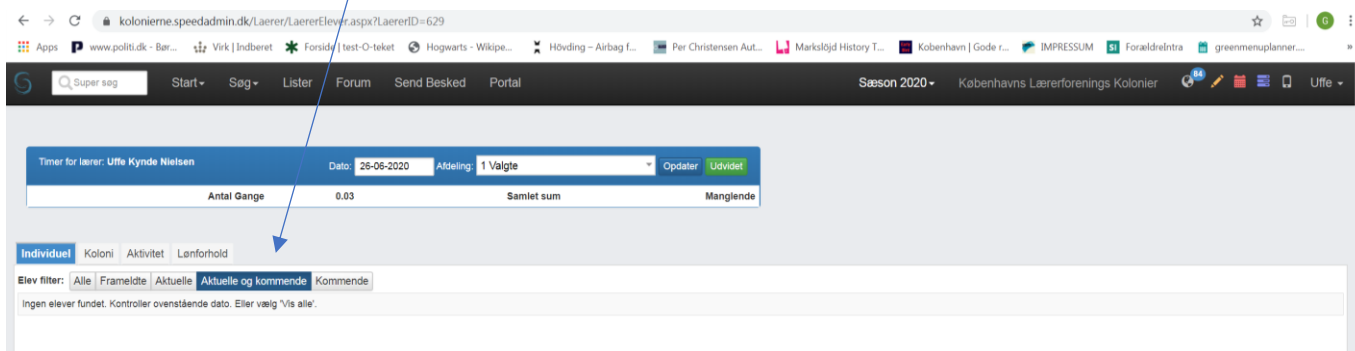 kolonierne.speedadmin.dk/Laerer/LaererElever.aspx?LaererID=629 G
Apps www.politi.dk - Bør... Virk | Indberet Forside | test-O-teket Hogwarts - Wikipe... Hövding – Airbag f... Per Christensen Aut... Markslöjd History T... København | Gode r... IMPRESSUM SI ForældreIntra greenmenuplanner.... »
Super søg Start Søg Lister Forum Send Besked Portal Sæson 2020 Københavns Lærerforenings Kolonier 84 Uffe
Timer for lærer: Uffe Kynde Nielsen Dato: 26-06-2020 Afdeling: 1 Valgte Opdater Udvidet
Antal Gange 0.03 Samlet sum Manglende
Individuel Koloni Aktivitet Lønforhold
Elev filter: Alle Frameldte Aktuelle Aktuelle og kommende Kommende
Ingen elever fundet. Kontroller ovenstående dato. Eller vælg 'Vis alle'.